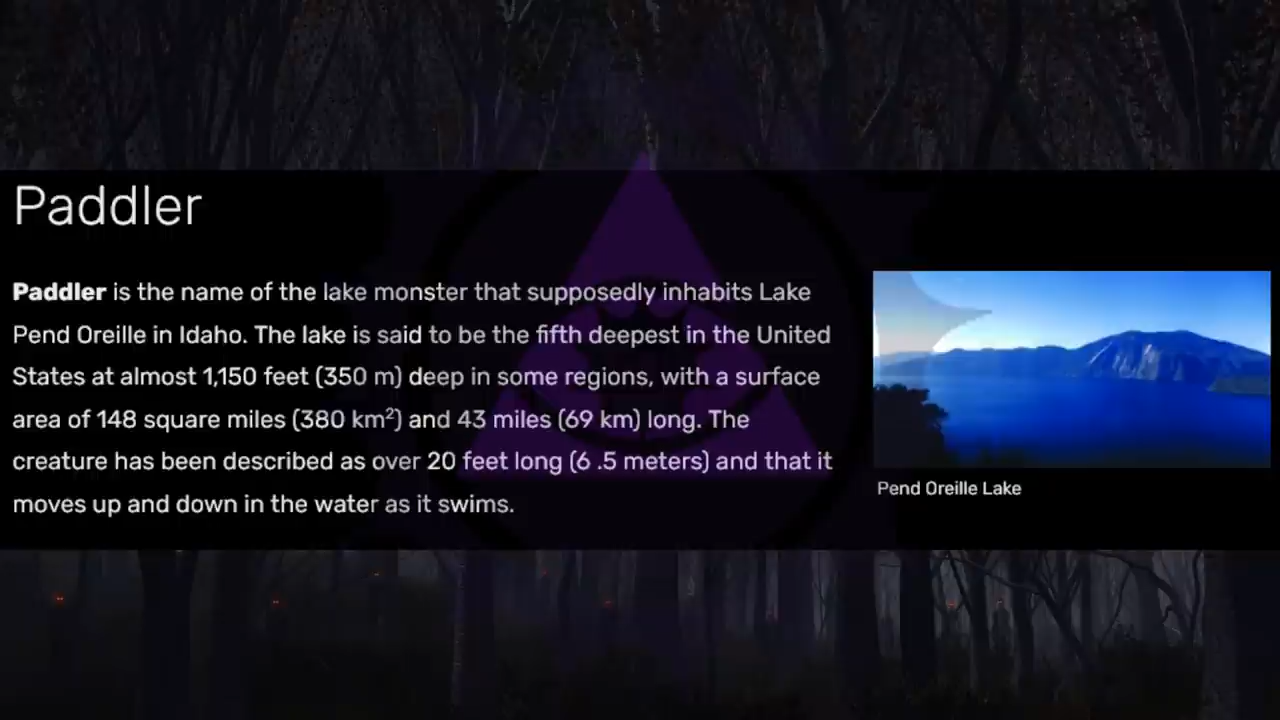 Paddler
Paddler is the name of the lake monster that supposedly inhabits Lake
Pend Oreille in Idaho. The lake is said to be the fifth deepest in the United
States at almost 1,150 feet (350 m) deep in some regions, with a surface
area of 148 square miles (380 km²) and 43 miles (69 km) long. The
creature has been described as over 20 feet long (6 .5 meters) and that it
moves up and down in the water as it swims.
Pend Oreille Lake